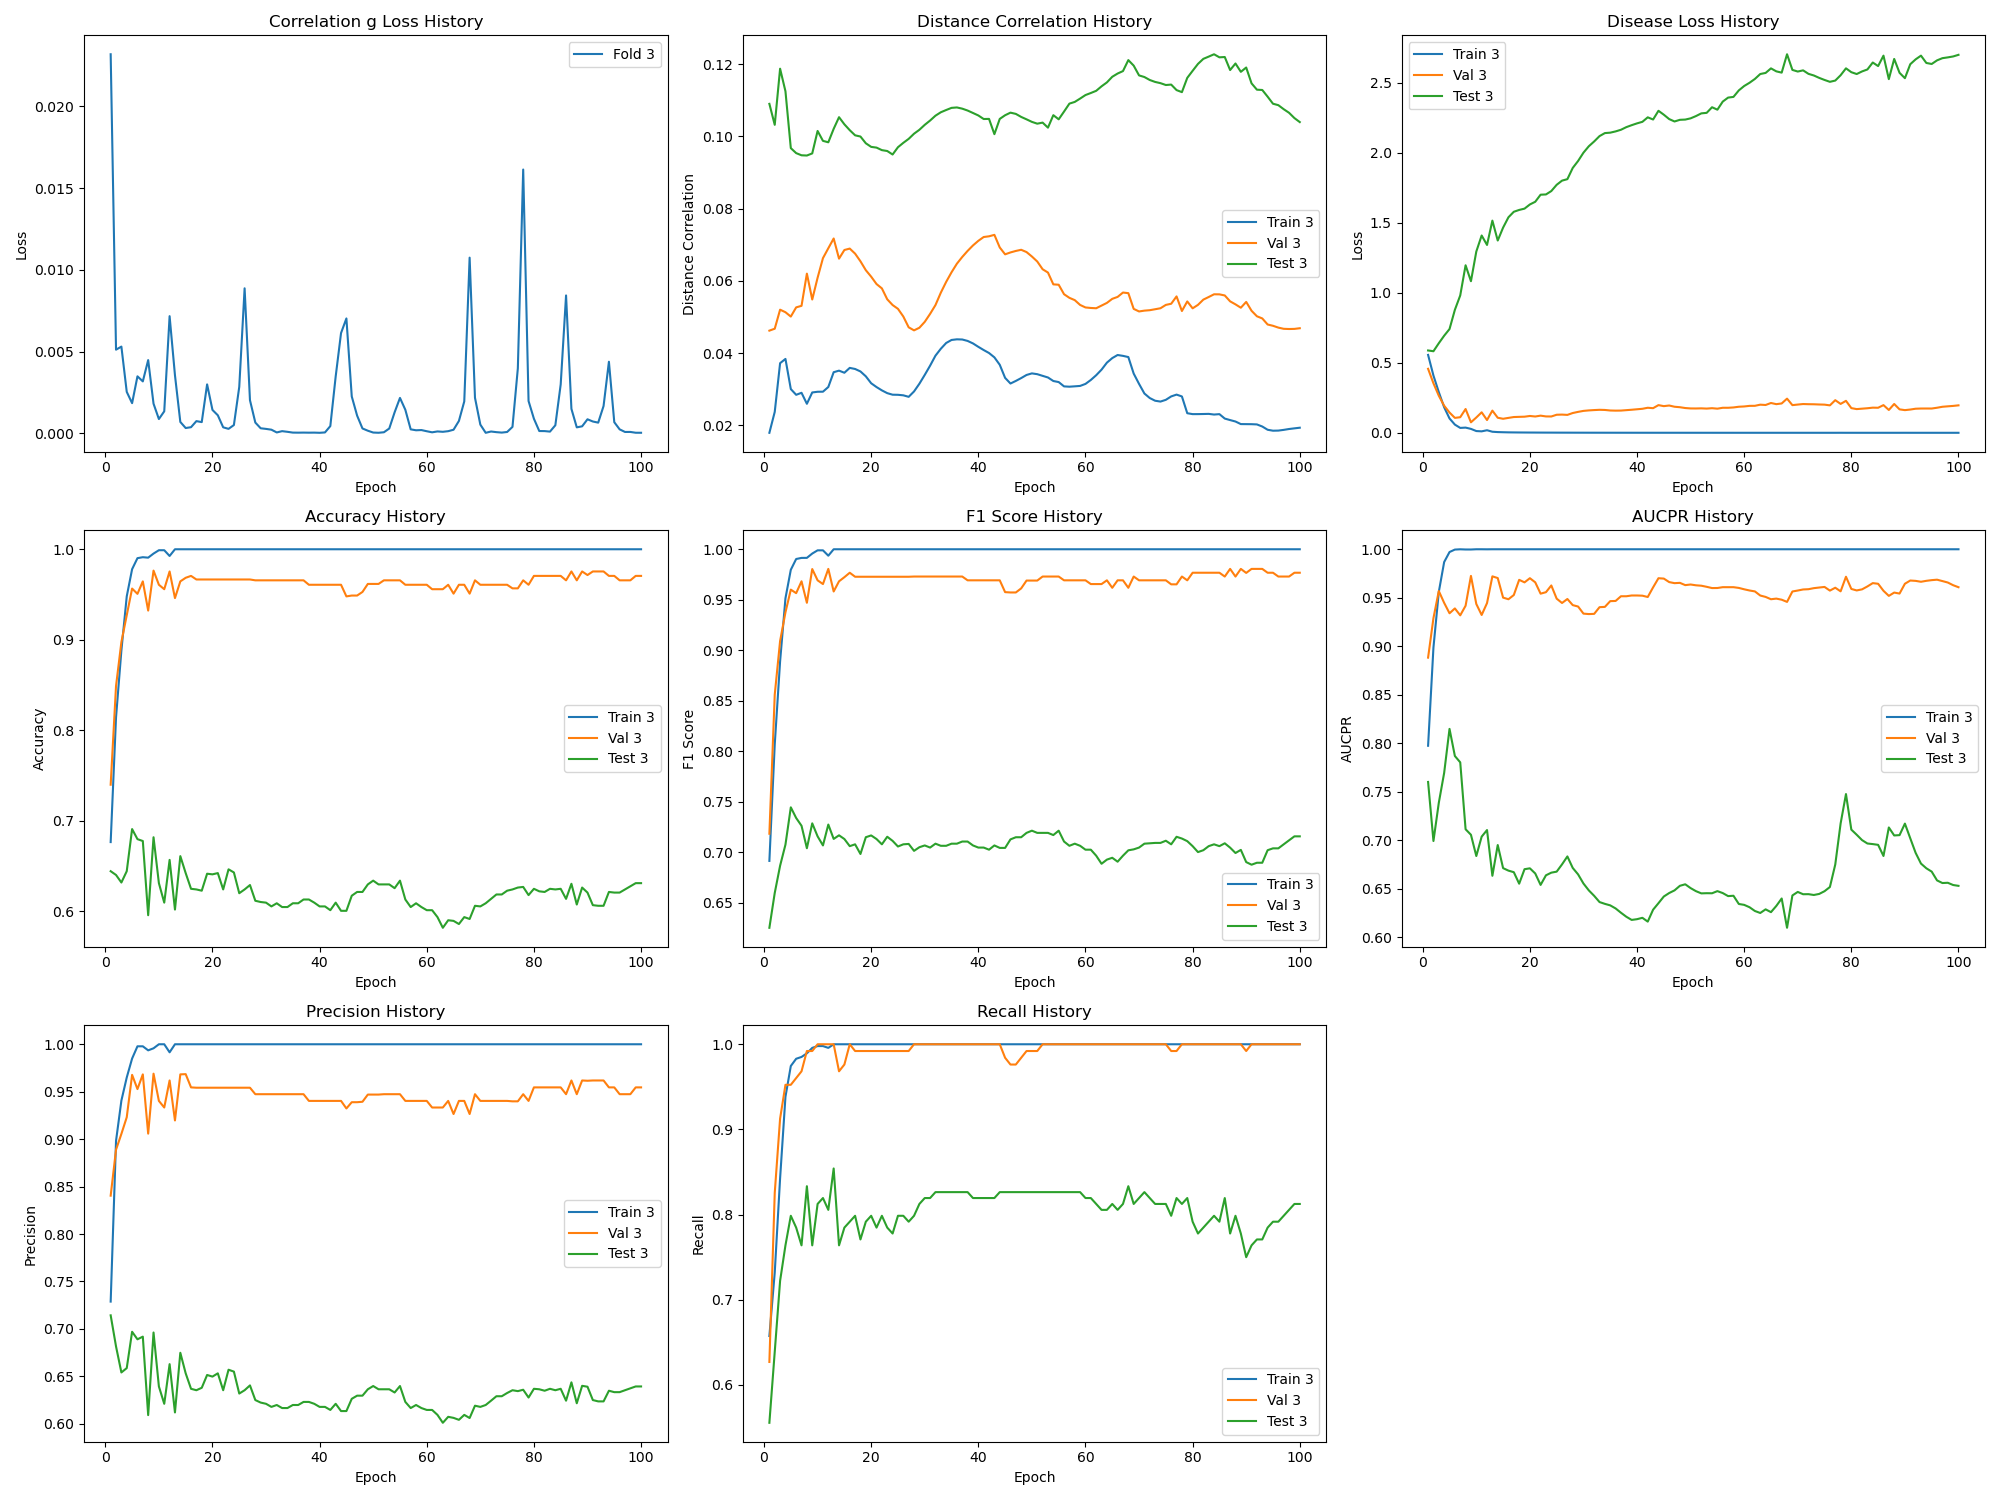 Correlation g Loss History
Fold 3
0.020
0.015
0.010
0.005
0.000
Loss
0 20 40 60 80 100
Epoch
Distance Correlation History
0.12
0.10
0.08
0.06
0.04
0.02
Distance Correlation
Train 3
Val 3
Test 3
0 20 40 60 80 100
Epoch
Disease Loss History
Train 3
Val 3
Test 3
2.5
2.0
1.5
1.0
0.5
0.0
Loss
0 20 40 60 80 100
Epoch
Accuracy History
1.0
0.9
0.8
0.7
0.6
Accuracy
Train 3
Val 3
Test 3
0 20 40 60 80 100
Epoch
F1 Score History
1.00
0.95
0.90
0.85
0.80
0.75
0.70
0.65
F1 Score
Train 3
Val 3
Test 3
0 20 40 60 80 100
Epoch
AUCPR History
1.00
0.95
0.90
0.85
0.80
0.75
0.70
0.65
0.60
AUCPR
Train 3
Val 3
Test 3
0 20 40 60 80 100
Epoch
Precision History
1.00
0.95
0.90
0.85
0.80
0.75
0.70
0.65
0.60
Precision
Train 3
Val 3
Test 3
0 20 40 60 80 100
Epoch
Recall History
1.0
0.9
0.8
0.7
0.6
Recall
Train 3
Val 3
Test 3
0 20 40 60 80 100
Epoch